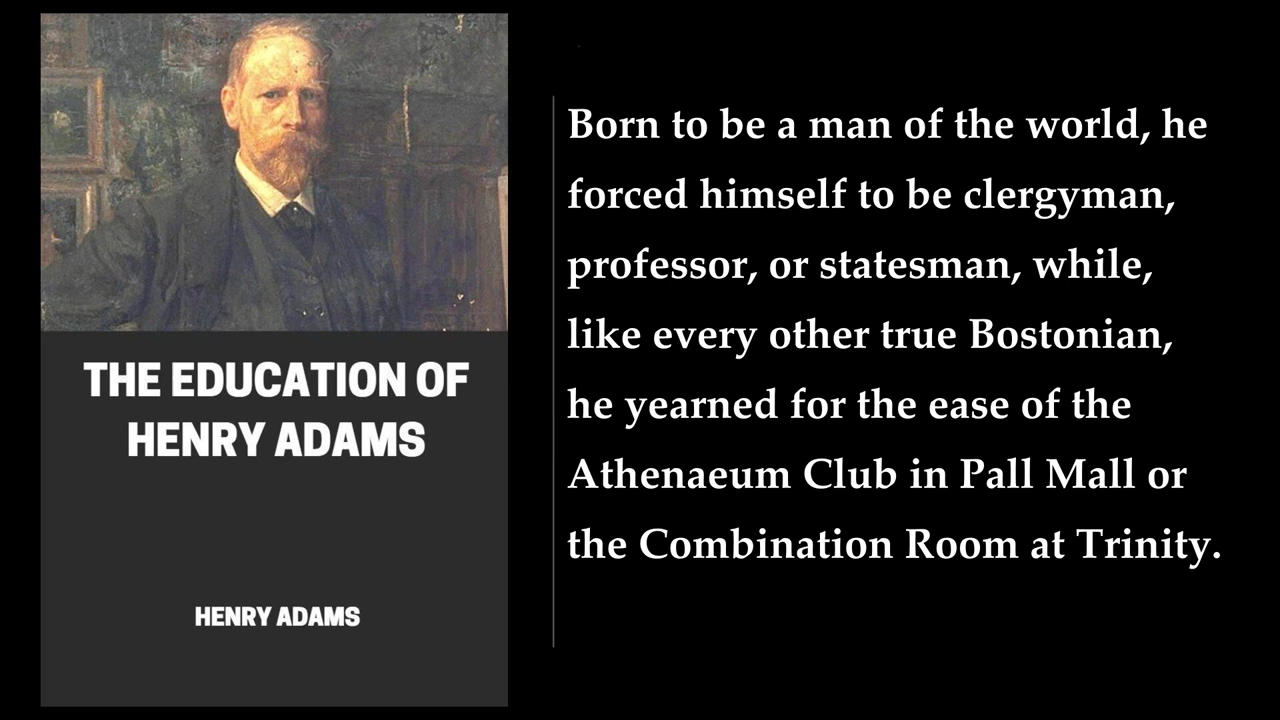 THE EDUCATION OF
HENRY ADAMS
HENRY ADAMS
Born to be a man of the world, he
forced himself to be clergyman,
professor, or statesman, while,
like every other true Bostonian,
he yearned for the ease of the
Athenaeum Club in Pall Mall or
the Combination Room at Trinity.